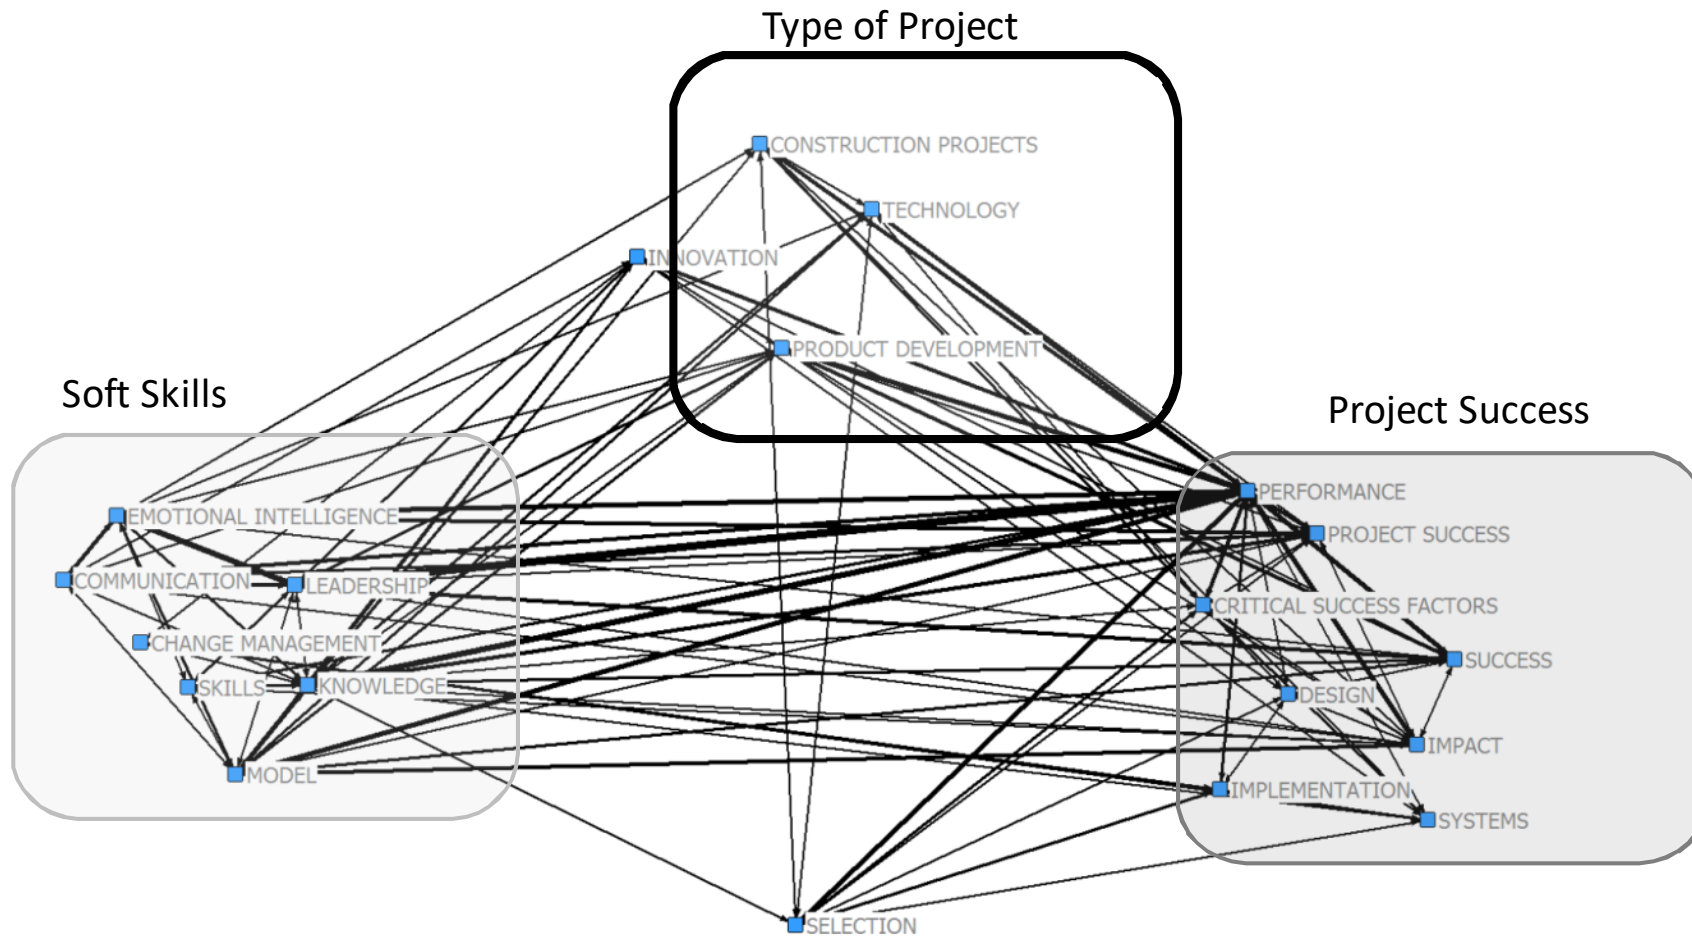 Type of Project
CONSTRUCTION PROJECTS
TECHNOLOGY
INNOVATION
PRODUCT DEVELOPMENT
Soft Skills
EMOTIONAL INTELLIGENCE
COMMUNICATION
LEADERSHIP
CHANGE MANAGEMENT
SKILLS
KNOWLEDGE
MODEL
Project Success
PERFORMANCE
PROJECT SUCCESS
CRITICAL SUCCESS FACTORS
SUCCESS
DESIGN
IMPACT
IMPLEMENTATION
SYSTEMS
SELECTION